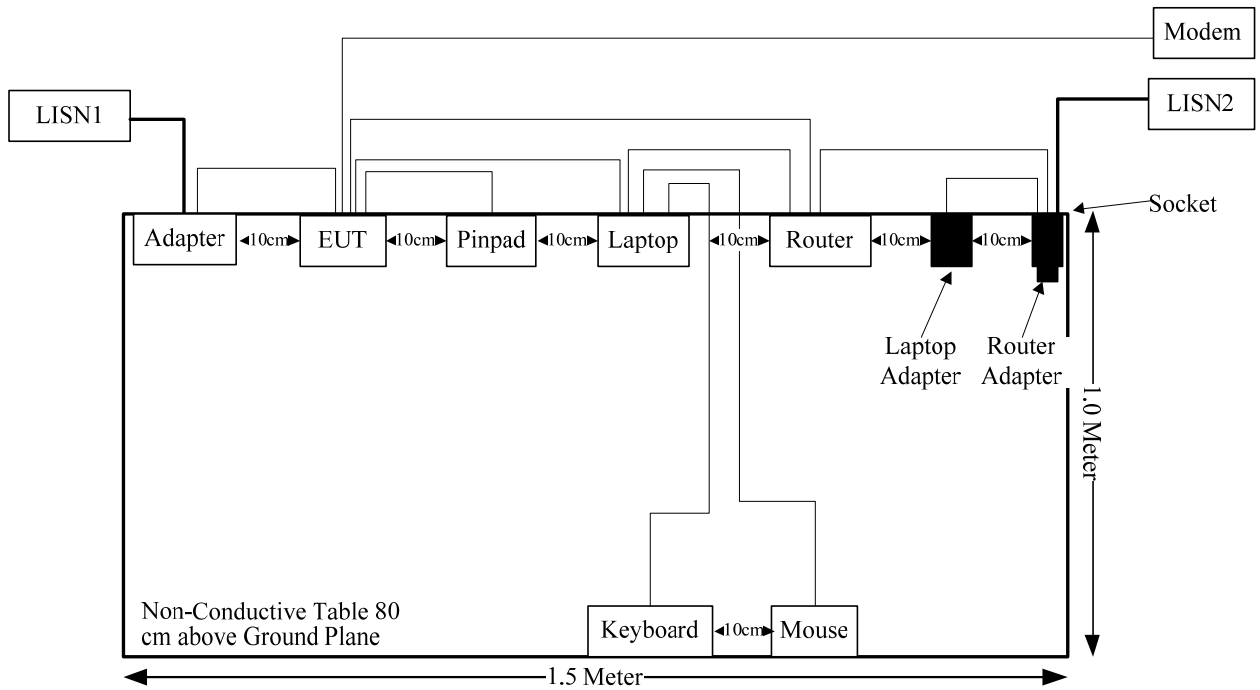 Modem
LISN1
LISN2
Socket
Adapter
10cm
EUT
10cm
Pinpad
10cm
Laptop
10cm
Router
10cm
10cm
Laptop
Adapter
Router
Adapter
1.0 Meter
Non-Conductive Table 80
cm above Ground Plane
Keyboard
10cm
Mouse
1.5 Meter